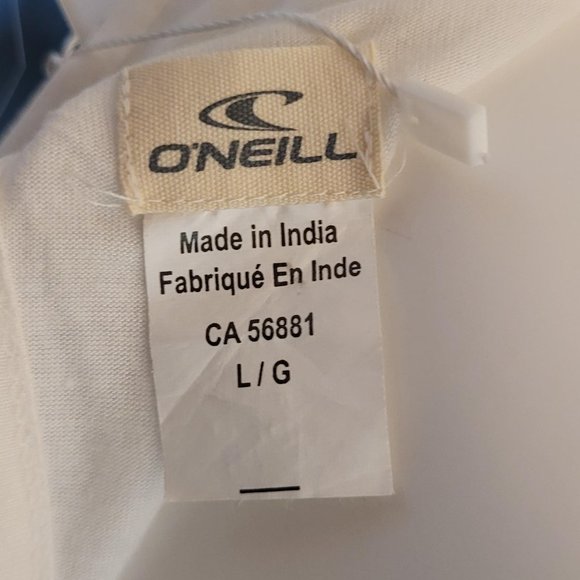 O'NEILL
Made in India
Fabriqué En Inde
CA 56881
L / G